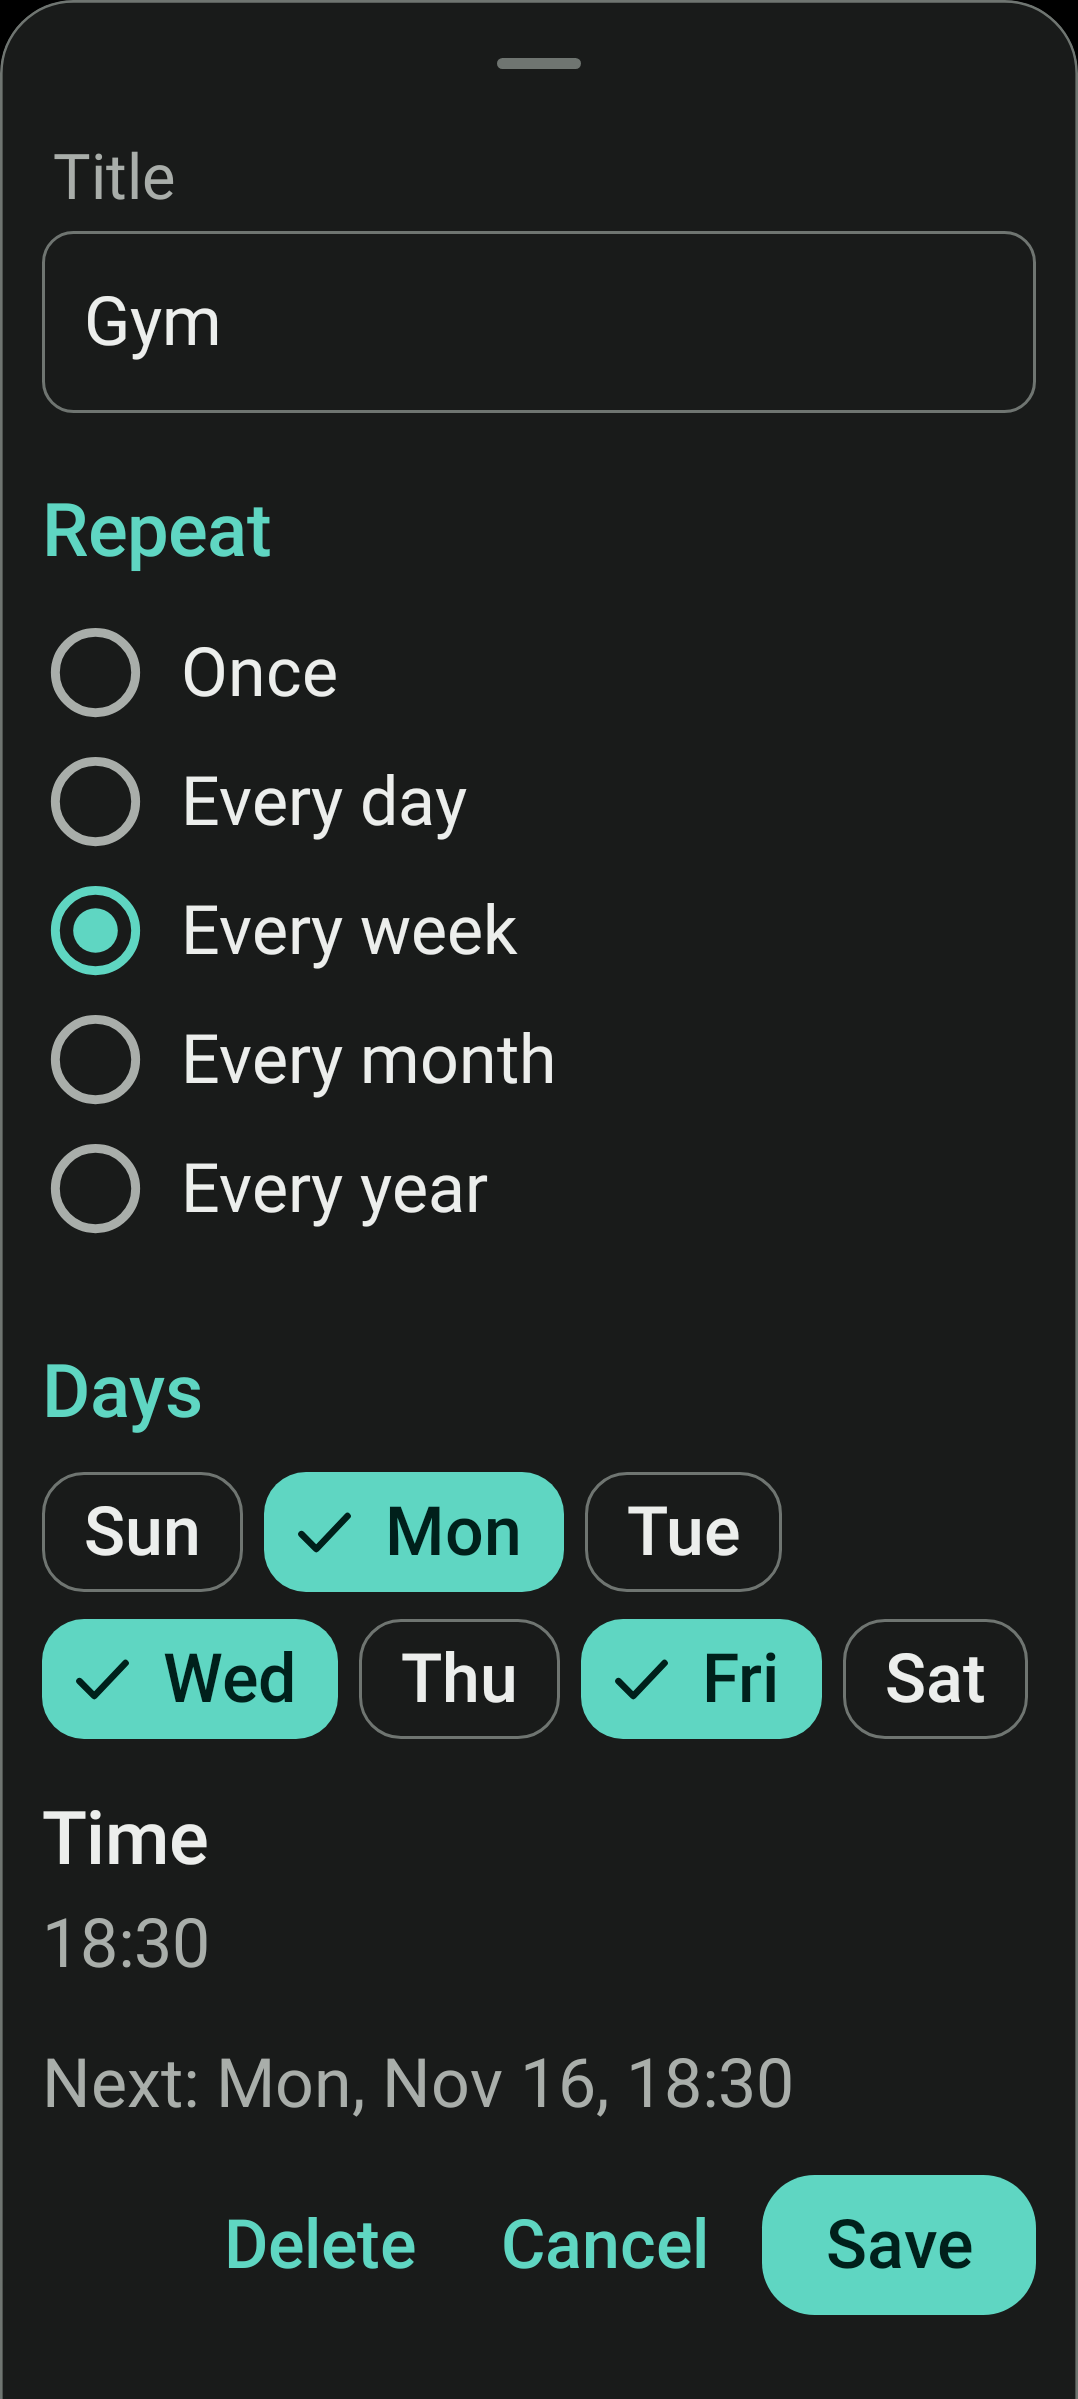 Title
Gym
Repeat
Once
Every day
Every week
Every month
Every year
Days
Sun Mon Tue
Wed Thu Fri Sat
Time
18:30
Next: Mon, Nov 16, 18:30
Delete Cancel Save